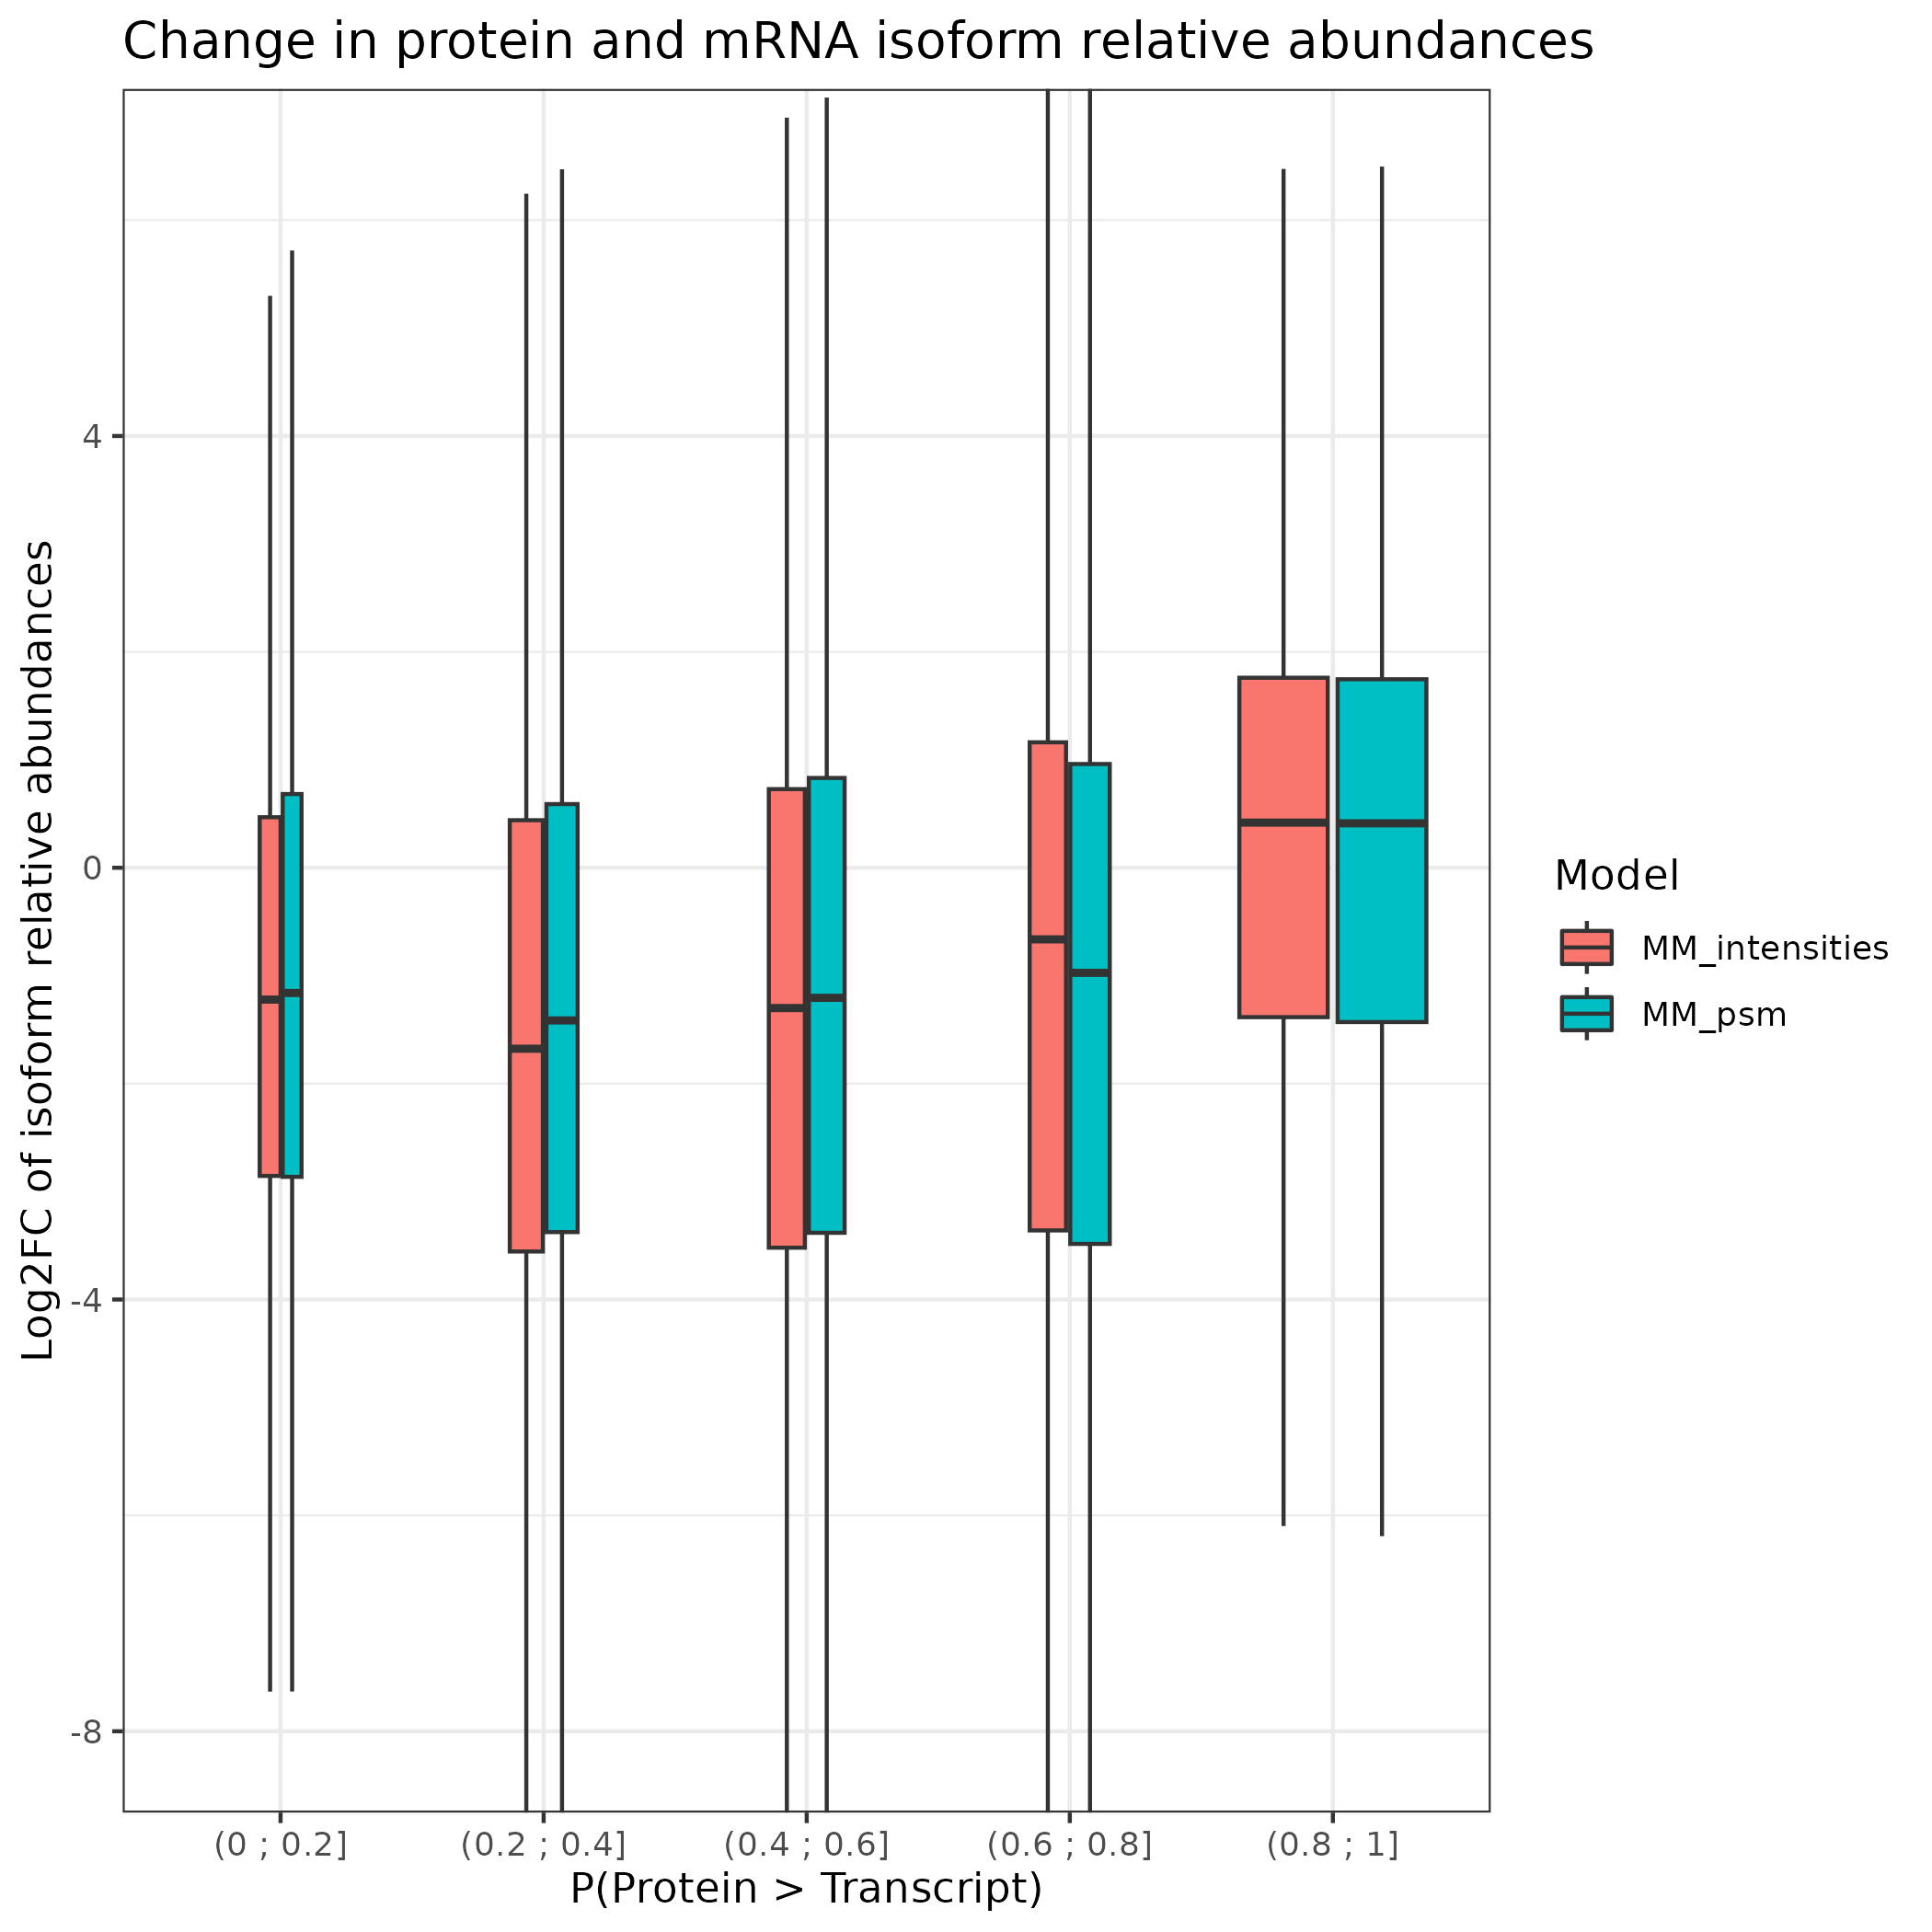 Change in protein and mRNA isoform relative abundances
Log2FC of isoform relative abundances
4
0
-4
-8
(0 ; 0.2]
(0.2 ; 0.4]
(0.4 ; 0.6]
(0.6 ; 0.8]
(0.8 ; 1]
P(Protein > Transcript)
Model
MM_intensities
MM_psm